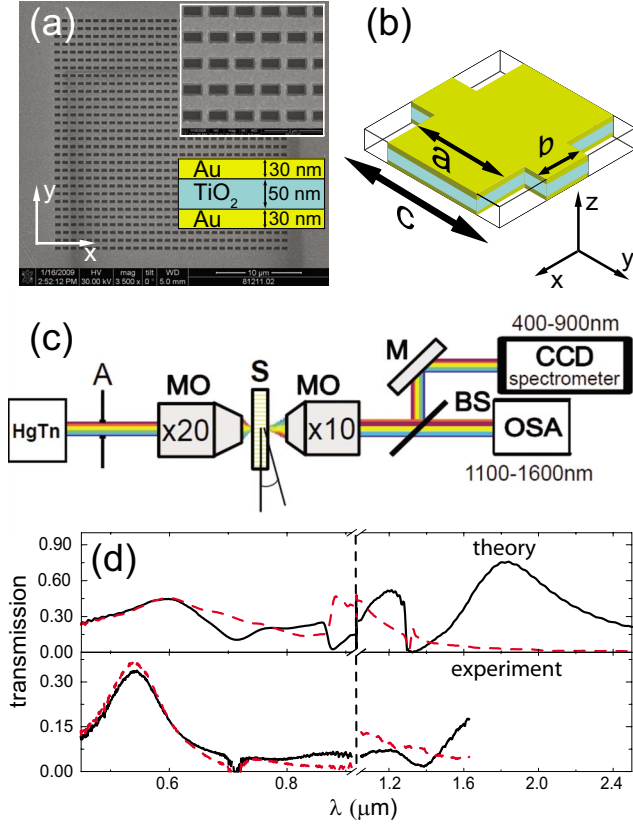 (a)
y
x
Au
30 nm
TiO2
50 nm
Au
30 nm
1/16/2009 HV mag tilt WD
2:52:12 PM 30.00 kV 3 500 x 0 ° 5.0 mm
10 µm
81211.02
(b)
a
b
c
z
y
x
(c)
HgTn
A
MO
x20
S
MO
x10
M
BS
400-900nm
CCD
spectrometer
OSA
1100-1600nm
(d)
theory
0.90
0.60
0.30
0.00
transmission
experiment
0.30
0.15
0.00
0.6 0.8 1.2 1.6 2.0 2.4
λ (µm)